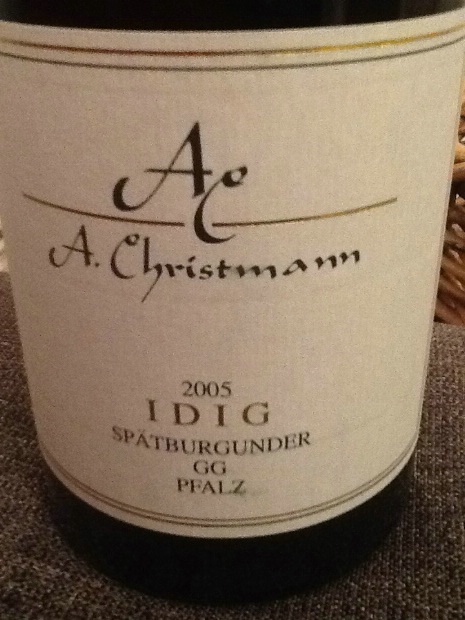 AC
A. Christmann
2005
IDIG
SPÄTBURGUNDER
GG
PFALZ